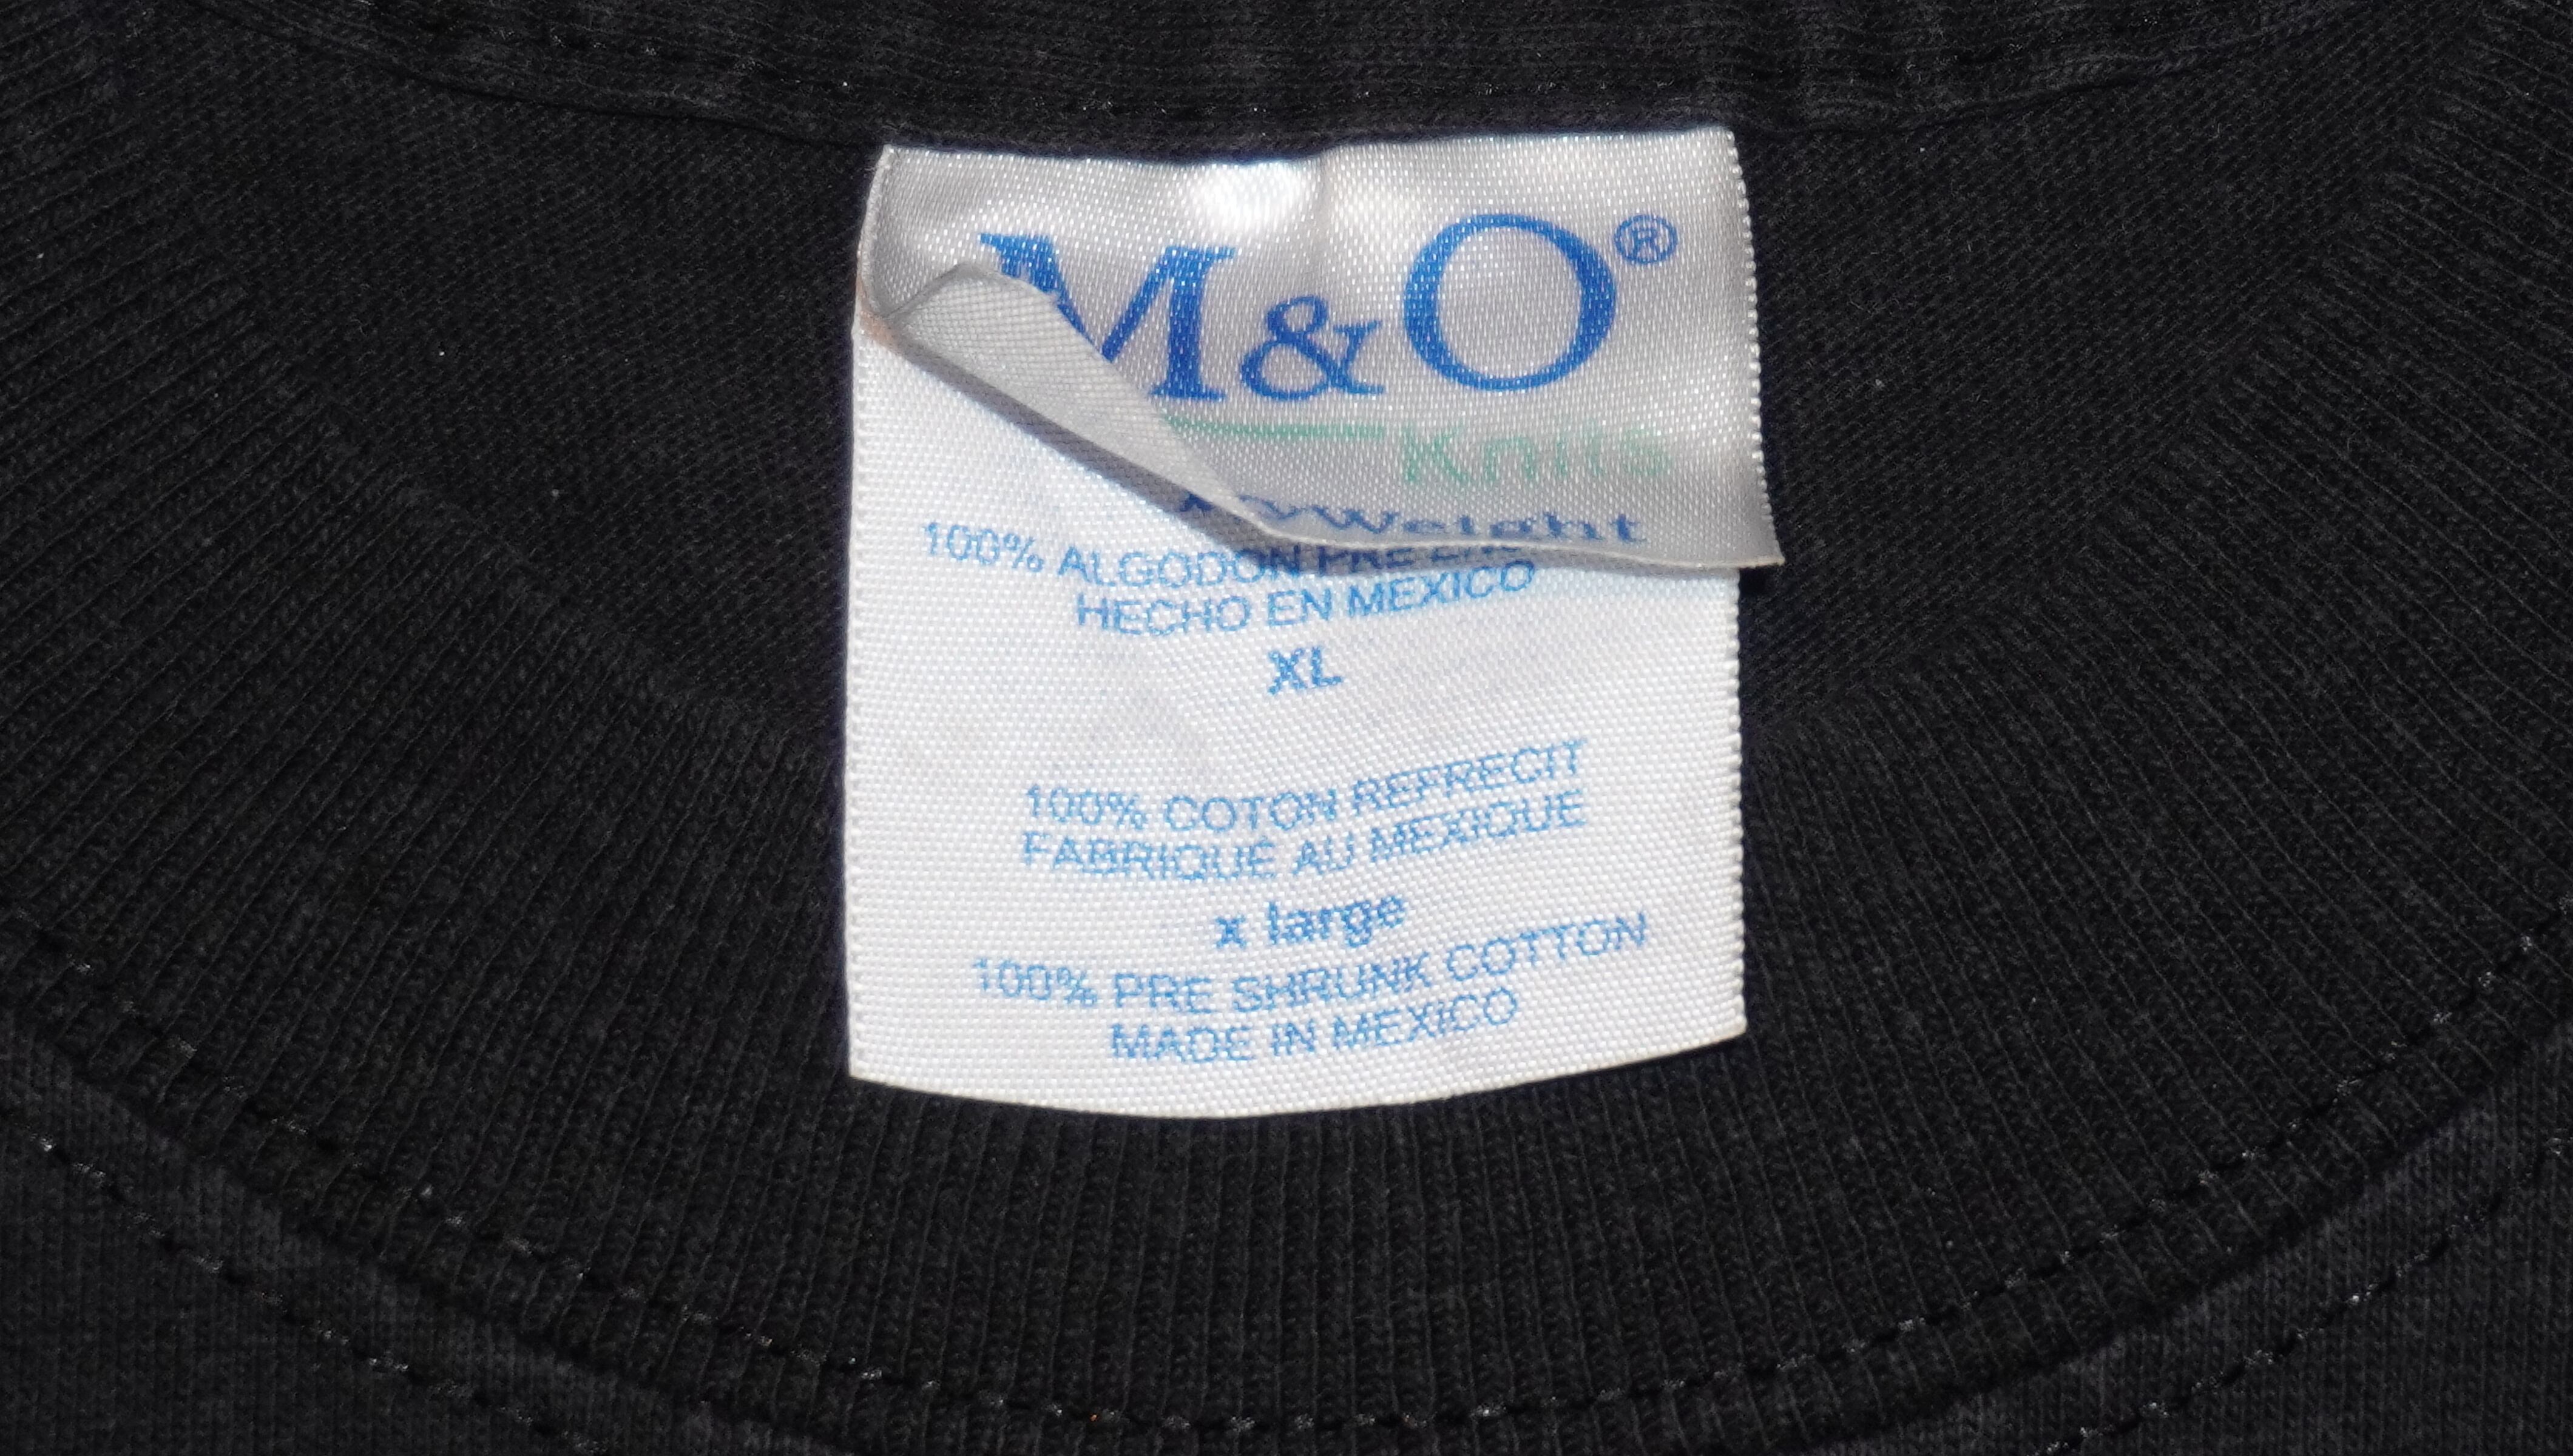 M&O®
Knits
100% ALGODON PRE
HECHO EN MEXICO
XL
100% COTON REFRECIT
FABRIQUÉ AU MEXIQUE
x large
100% PRE SHRUNK COTTON
MADE IN MEXICO